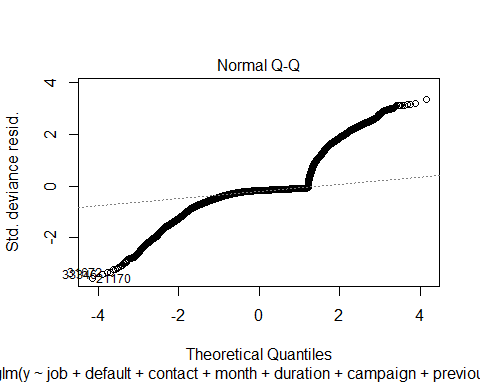 Normal Q-Q
Std. deviance resid.
4
2
0
-2
21170
-4
-2
0
2
4
Theoretical Quantiles
glm(y ~ job + default + contact + month + duration + campaign + previou